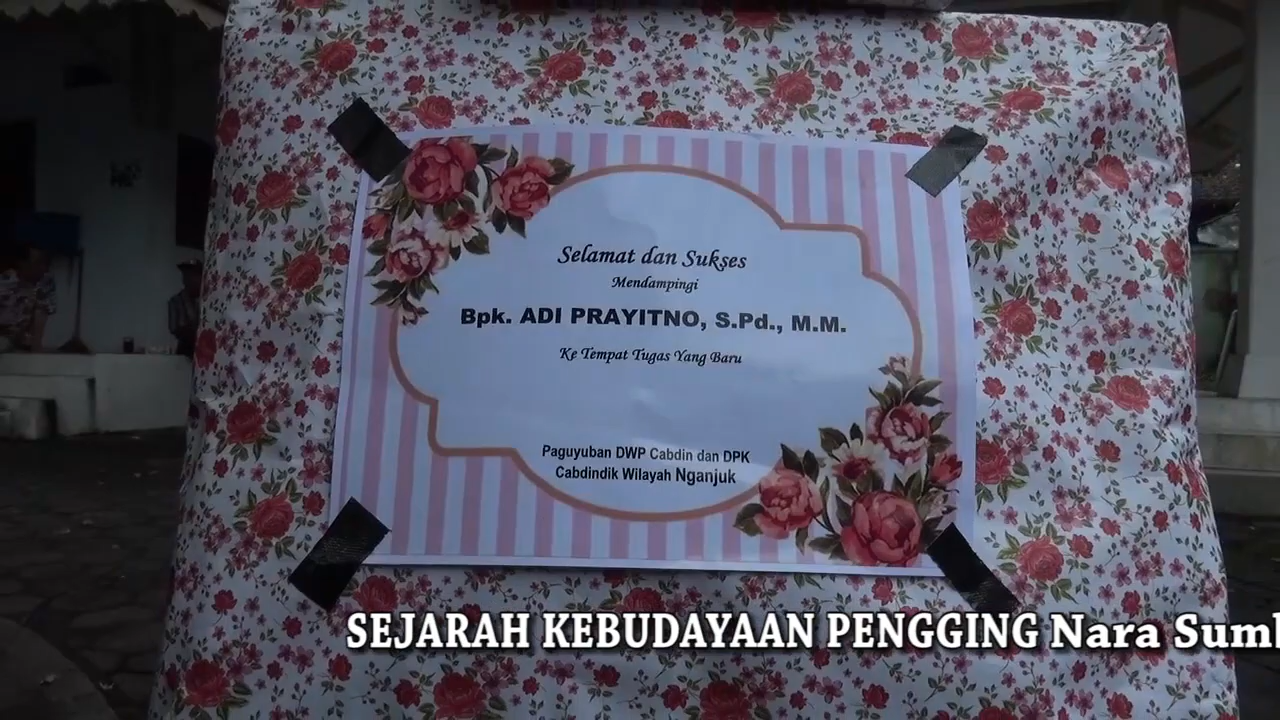 Selamat dan Sukses
Mendampingi
Bpk. ADI PRAYITNO, S.Pd., M.M.
Ke Tempat Tugas Yang Baru
Paguyuban DWP Cabdin dan DPK
Cabdindik Wilayah Nganjuk
SEJARAH KEBUDAYAAN PENGGING Nara